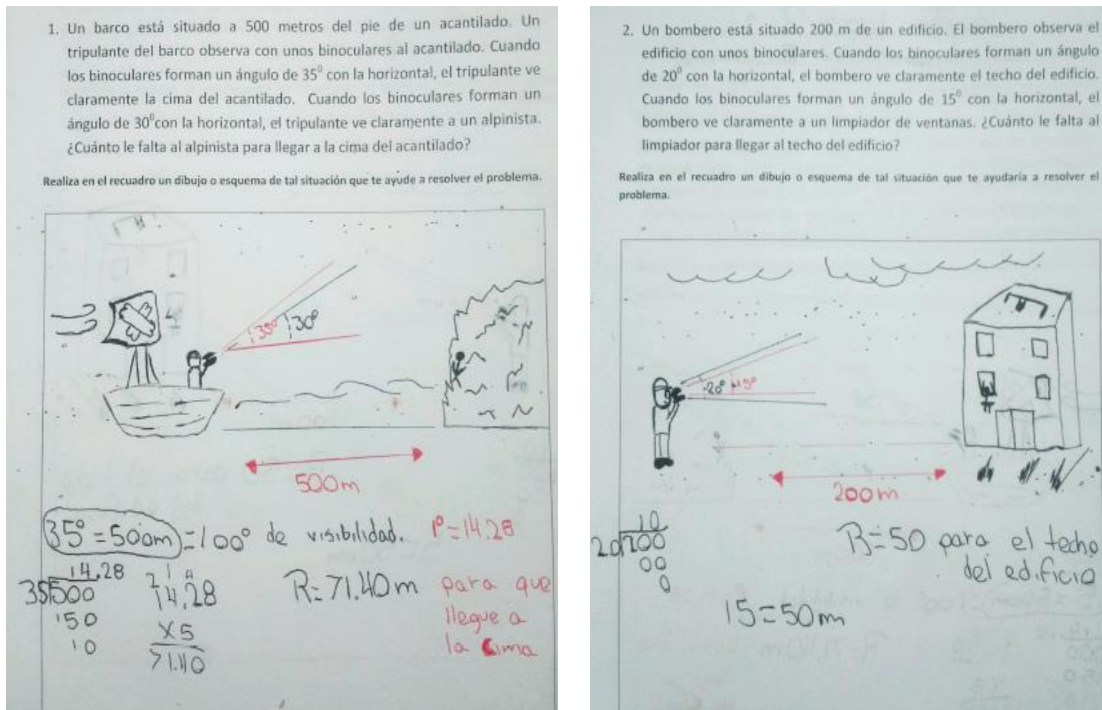 1. Un barco está situado a 500 metros del pie de un acantilado. Un
tripulante del barco observa con unos binoculares al acantilado. Cuando
los binoculares forman un ángulo de 35⁰ con la horizontal, el tripulante ve
claramente la cima del acantilado. Cuando los binoculares forman un
ángulo de 30⁰con la horizontal, el tripulante ve claramente a un alpinista.
¿Cuánto le falta al alpinista para llegar a la cima del acantilado?
Realiza en el recuadro un dibujo o esquema de tal situación que te ayude a resolver el problema.
35° 30°
500m
35° = 500m = 100° de visibilidad. 1° = 14.28
14.28
35 500
150
10
2 1 4
14.28
X 5
71.40
R= 71.40m para que
llegue a
la cima
2. Un bombero está situado 200 m de un edificio. El bombero observa el
edificio con unos binoculares. Cuando los binoculares forman un ángulo
de 20⁰ con la horizontal, el bombero ve claramente el techo del edificio.
Cuando los binoculares forman un ángulo de 15⁰ con la horizontal, el
bombero ve claramente a un limpiador de ventanas. ¿Cuánto le falta al
limpiador para llegar al techo del edificio?
Realiza en el recuadro un dibujo o esquema de tal situación que te ayudaría a resolver el
problema.
20° 15°
200m
10
20 200
00
0
R= 50 para el techo
del edificio
15 = 50m